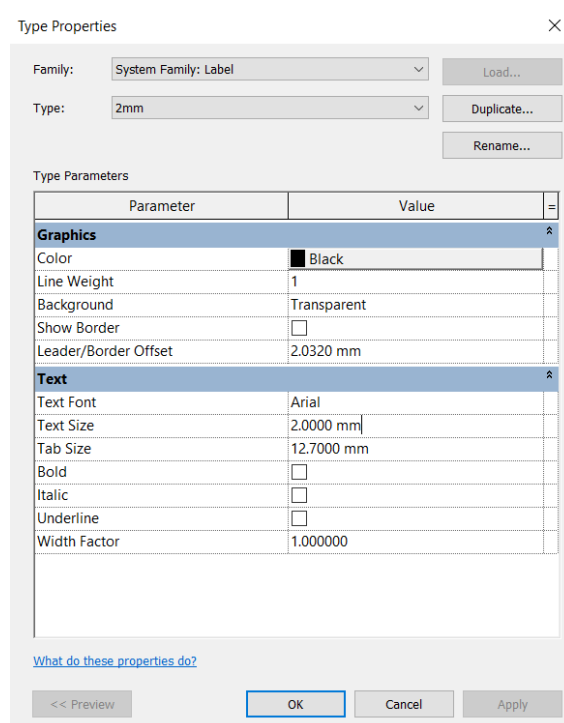 Type Properties
Family: System Family: Label Load...
Type: 2mm Duplicate...
Rename...
Type Parameters
Parameter Value =
Graphics
Color Black
Line Weight 1
Background Transparent
Show Border
Leader/Border Offset 2.0320 mm
Text
Text Font Arial
Text Size 2.0000 mm
Tab Size 12.7000 mm
Bold
Italic
Underline
Width Factor 1.000000
What do these properties do?
<< Preview OK Cancel Apply